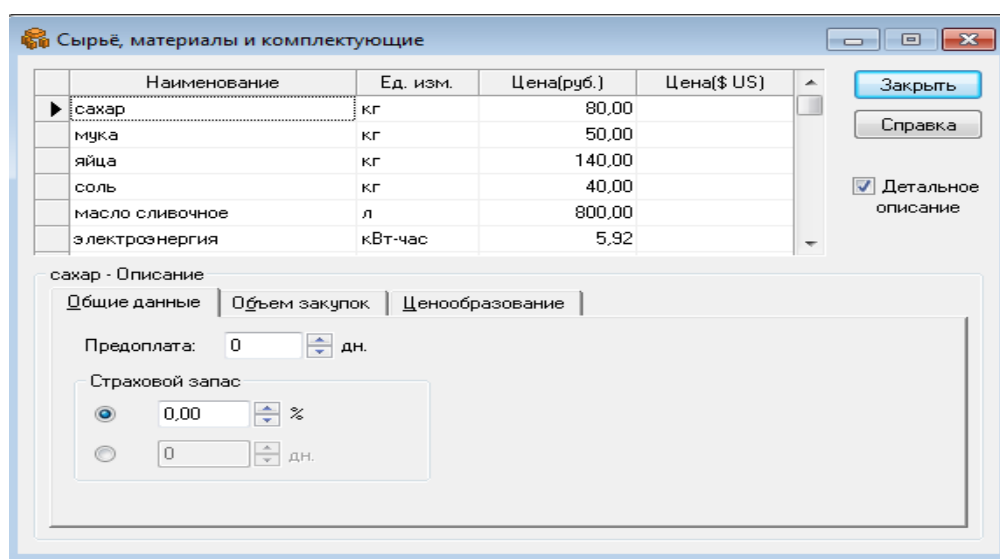 Сырьё, материалы и комплектующие
Наименование Ед. изм. Цена(руб.) Цена($ US)
сахар кг 80,00
мука кг 50,00
яйца кг 140,00
соль кг 40,00
масло сливочное л 800,00
электроэнергия кВт-час 5,92
Закрыть
Справка
Детальное
описание
сахар - Описание
Общие данные Объем закупок Ценообразование
Предоплата: 0 дн.
Страховой запас
0,00 %
0 дн.